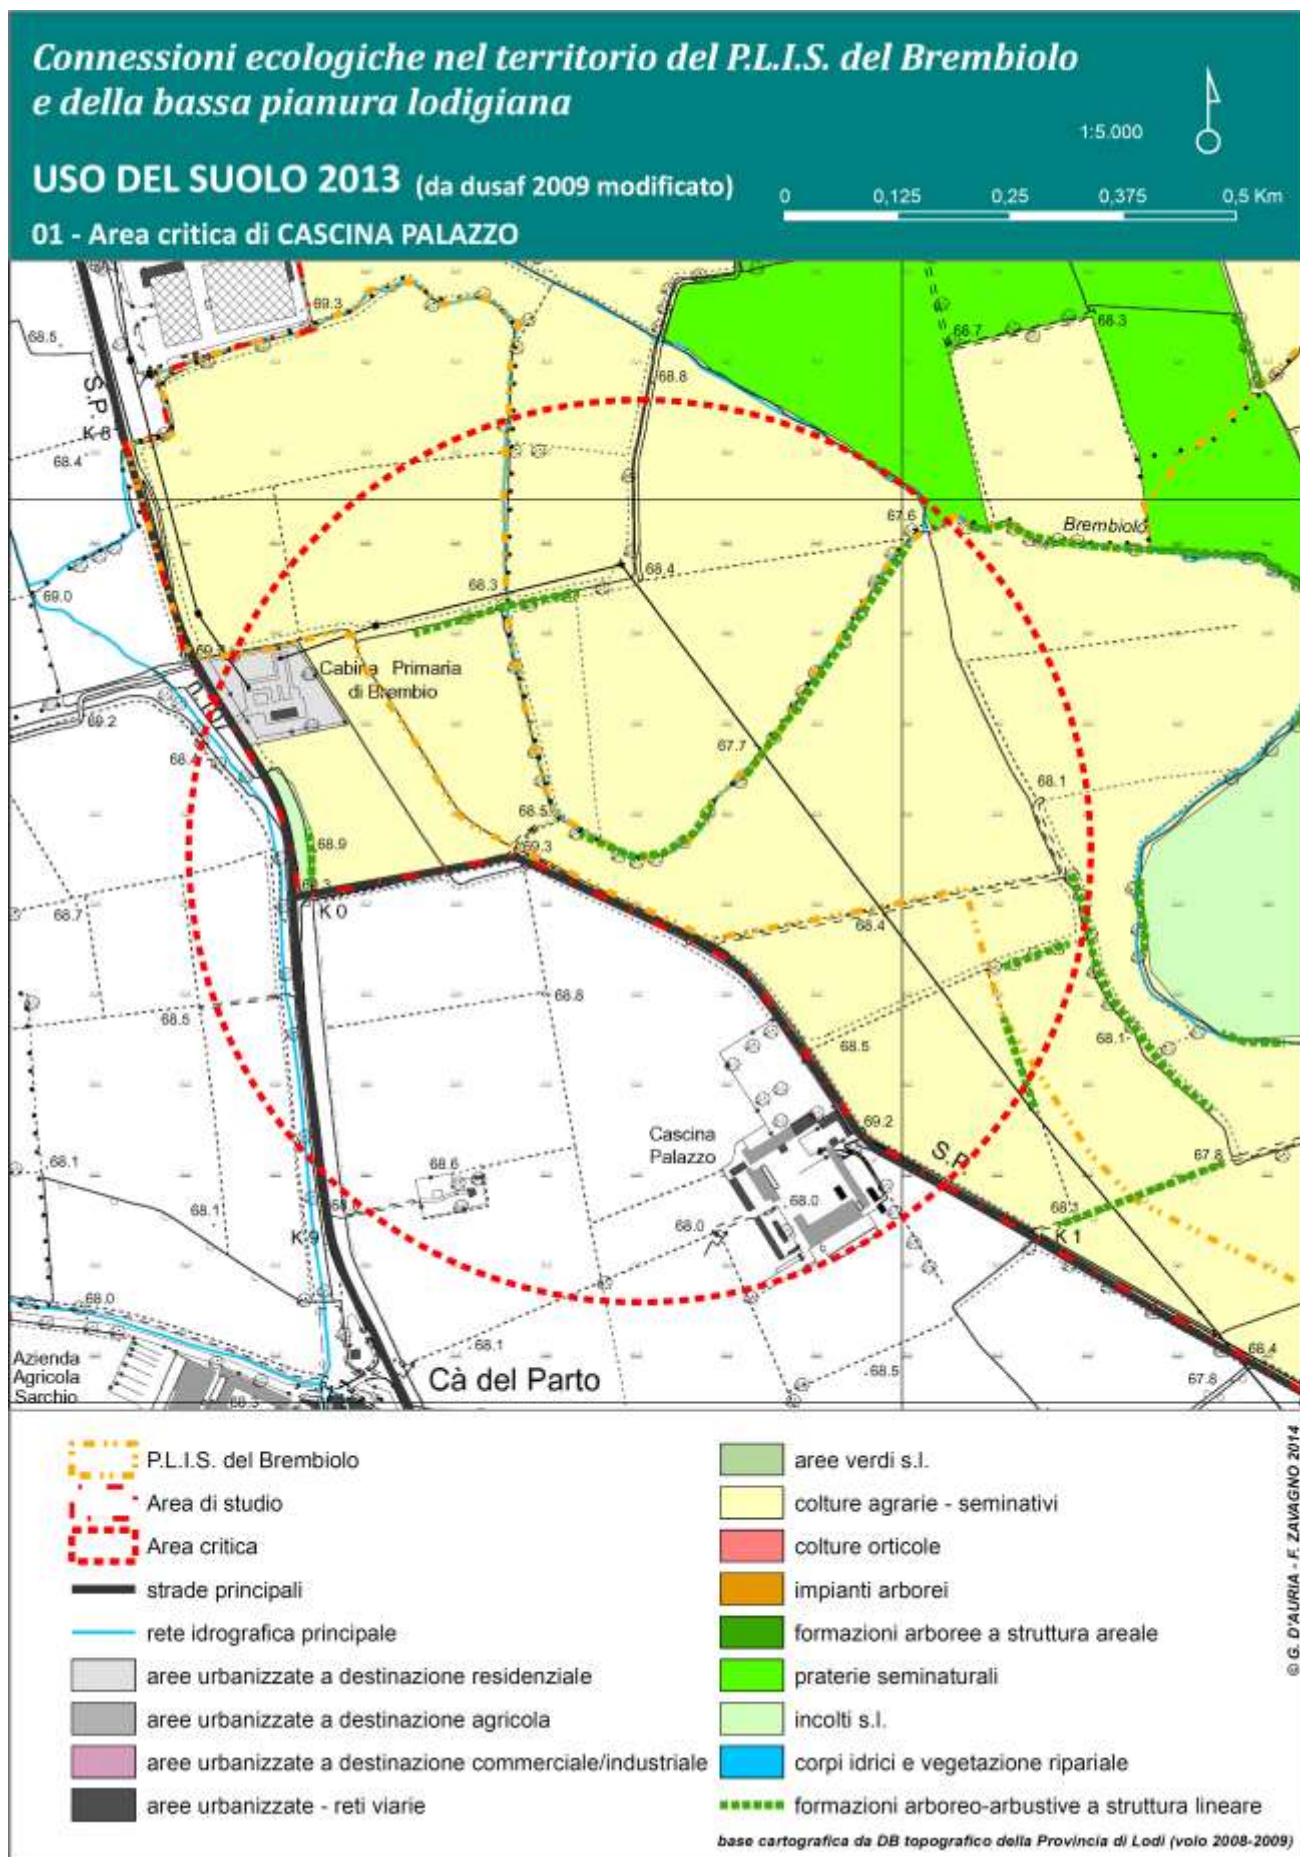 Connessioni ecologiche nel territorio del P.L.I.S. del Brembiolo
e della bassa pianura lodigiana
1:5.000
USO DEL SUOLO 2013 (da dusaf 2009 modificato)
0 0,125 0,25 0,375 0,5 Km
01 - Area critica di CASCINA PALAZZO
69.3
68.5
68.7
68.3
68.8
S.P.
K 8
68.4
67.6
Brembiolo
68.4
68.3
69.0
Cabina Primaria
di Brembio
69.2
67.7
68.1
68.5
69.3
68.9
K 0
68.7
68.4
68.8
68.5
68.5
68.1
69.2
Cascina
Palazzo
S.P.
68.6
67.8
68.1
68.0
68.1
68.0
K 1
K 9
68.0
68.1
68.4
Azienda
Agricola
Sarchio
Cà del Parto
68.5
67.8
68.3
P.L.I.S. del Brembiolo
Area di studio
Area critica
strade principali
rete idrografica principale
aree urbanizzate a destinazione residenziale
aree urbanizzate a destinazione agricola
aree urbanizzate a destinazione commerciale/industriale
aree urbanizzate - reti viarie
aree verdi s.l.
colture agrarie - seminativi
colture orticole
impianti arborei
formazioni arboree a struttura areale
praterie seminaturali
incolti s.l.
corpi idrici e vegetazione ripariale
formazioni arboreo-arbustive a struttura lineare
base cartografica da DB topografico della Provincia di Lodi (volo 2008-2009)
© G. D'AURIA - F. ZAVAGNO 2014